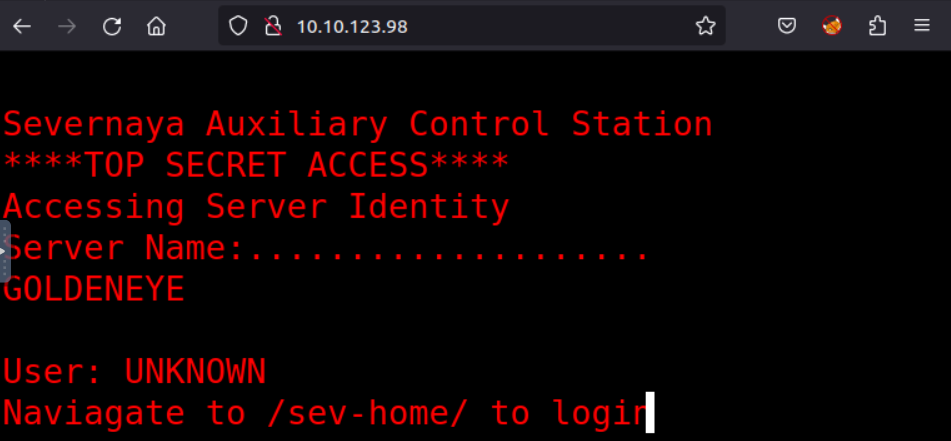 10.10.123.98
Severnaya Auxiliary Control Station
****TOP SECRET ACCESS****
Accessing Server Identity
Server Name:....................
GOLDENEYE
User: UNKNOWN
Naviagate to /sev-home/ to login